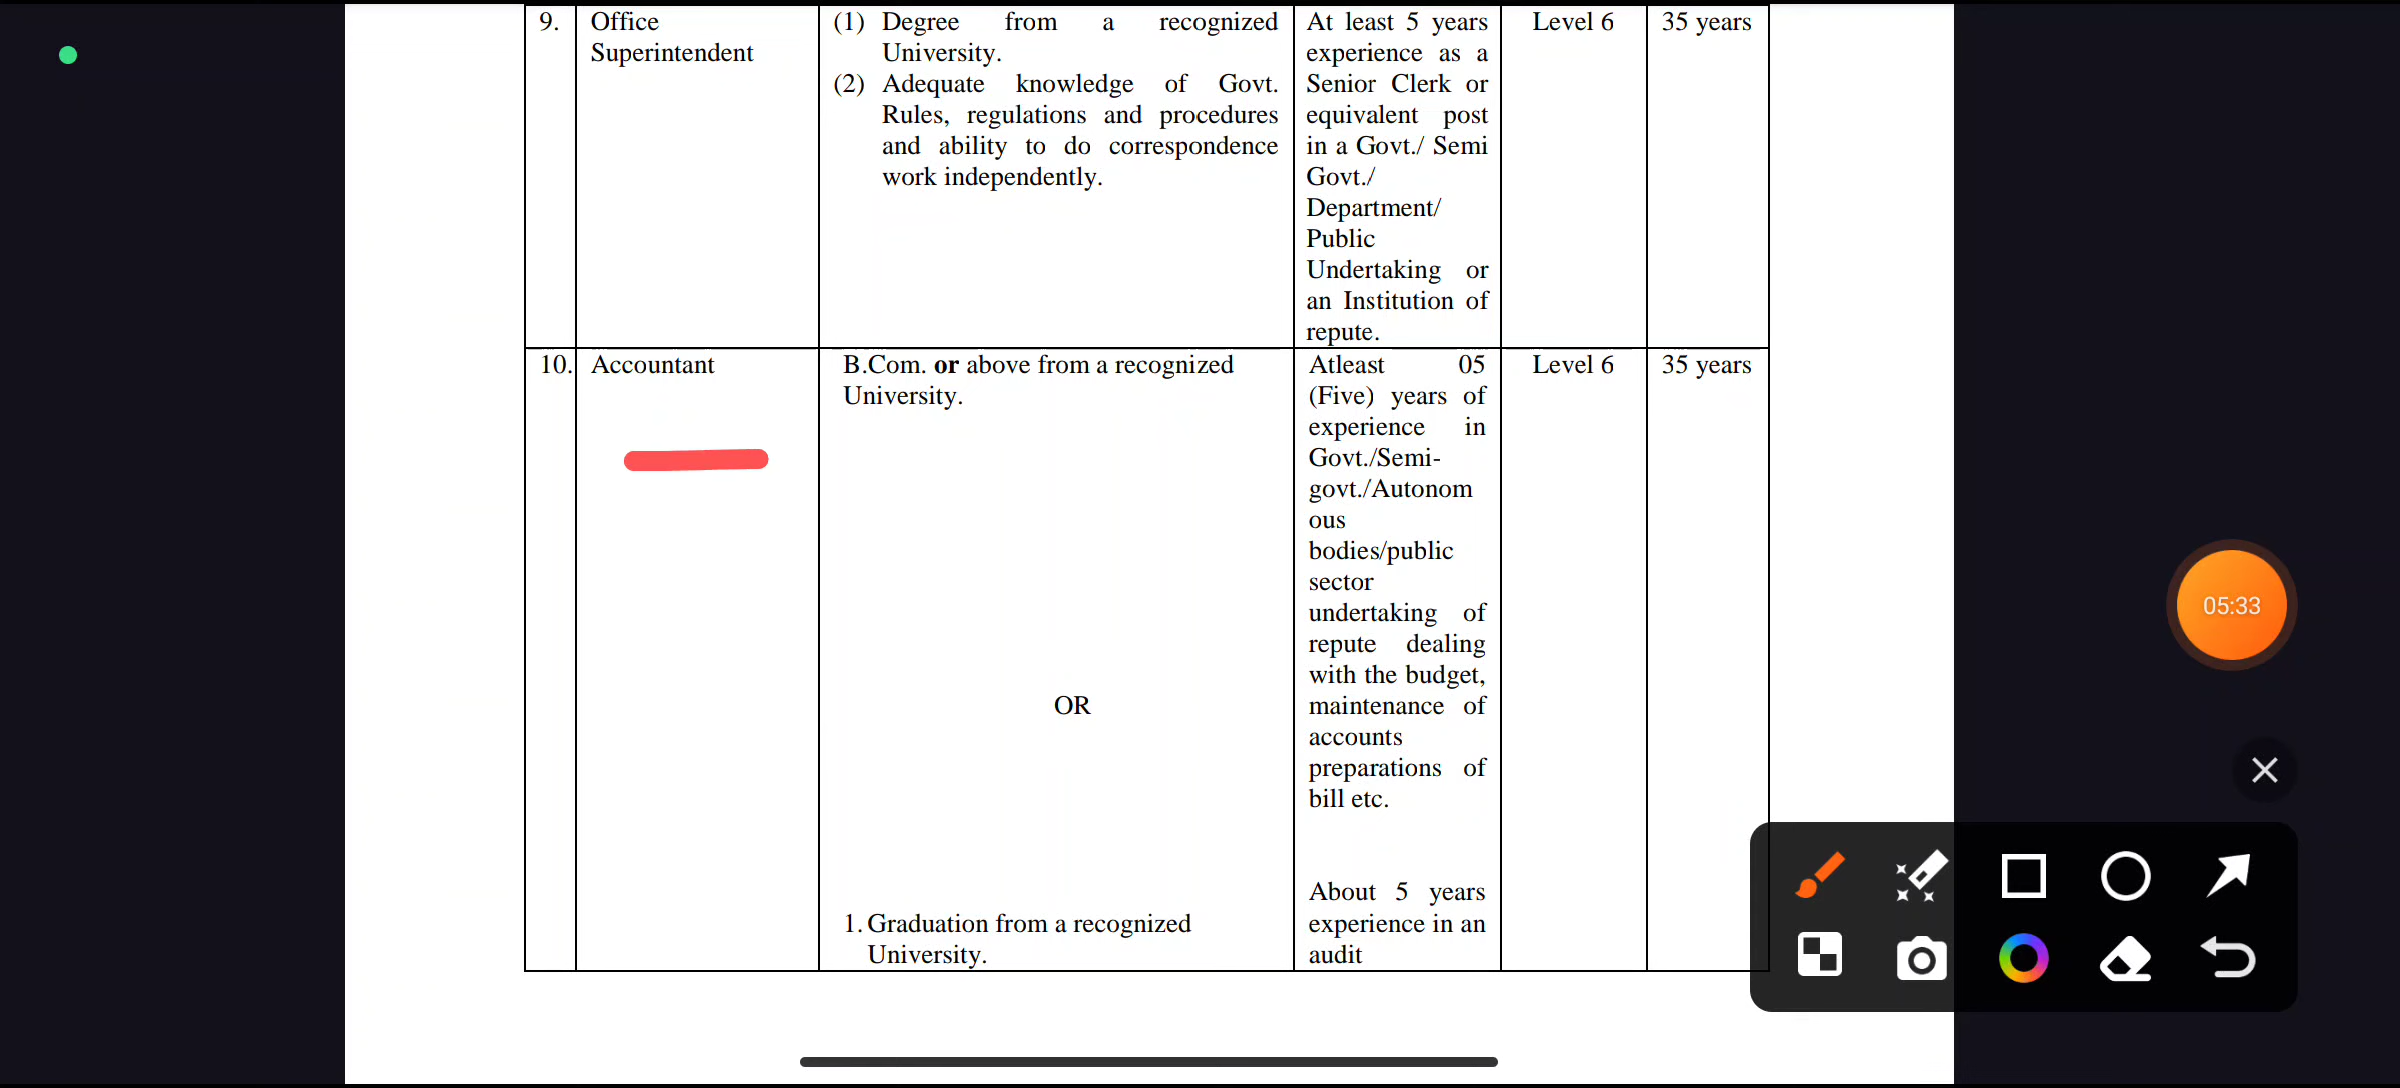 9.
Office
Superintendent
(1) Degree from a recognized
University.
(2) Adequate knowledge of Govt.
Rules, regulations and procedures
and ability to do correspondence
work independently.
At least 5 years
experience as a
Senior Clerk or
equivalent post
in a Govt./ Semi
Govt./
Department/
Public
Undertaking or
an Institution of
repute.
Level 6
35 years
10.
Accountant
B.Com. or above from a recognized
University.
OR
1. Graduation from a recognized
University.
Atleast 05
(Five) years of
experience in
Govt./Semi-
govt./Autonom
ous
bodies/public
sector
undertaking of
repute dealing
with the budget,
maintenance of
accounts
preparations of
bill etc.
About 5 years
experience in an
audit
Level 6
35 years
05:33